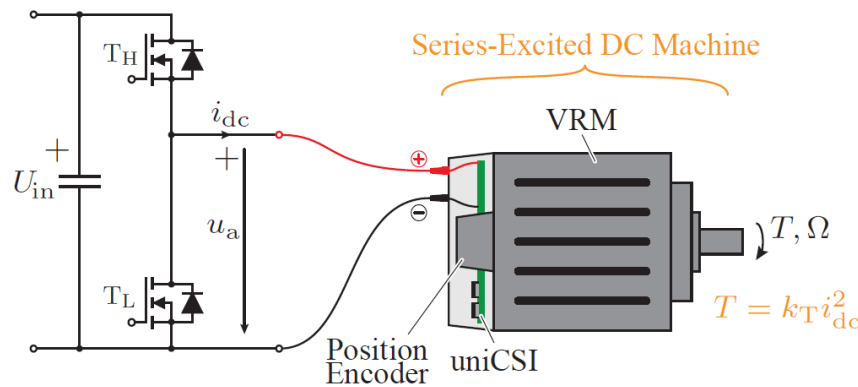 Series-Excited DC Machine
T_H
i_dc
VRM
+
+
⊕
U_in
u_a
⊖
T, Ω
T_L
T = k_T i_dc^2
Position
Encoder
uniCSI